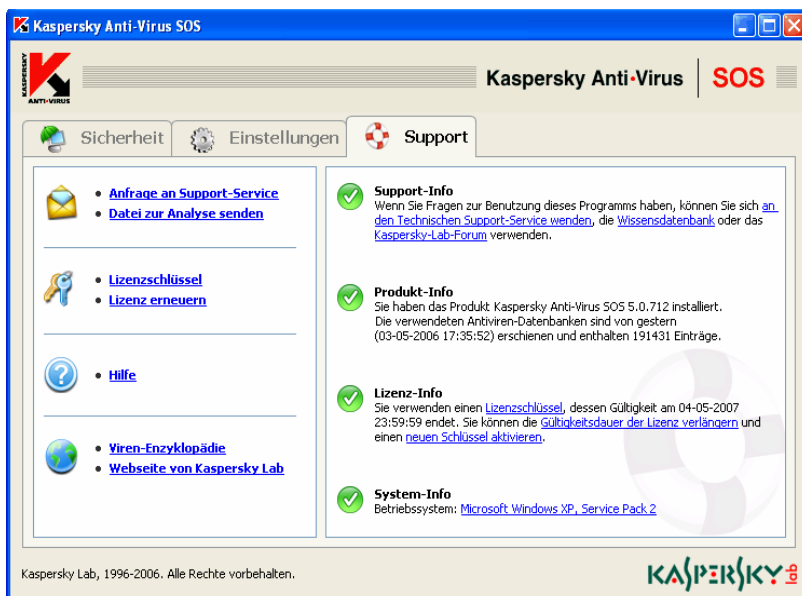 Kaspersky Anti-Virus SOS
KASPERSKY
ANTI-VIRUS
Kaspersky Anti•Virus SOS
Sicherheit Einstellungen Support
Anfrage an Support-Service
Datei zur Analyse senden
Lizenzschlüssel
Lizenz erneuern
Hilfe
Viren-Enzyklopädie
Webseite von Kaspersky Lab
Support-Info
Wenn Sie Fragen zur Benutzung dieses Programms haben, können Sie sich an
den Technischen Support-Service wenden, die Wissensdatenbank oder das
Kaspersky-Lab-Forum verwenden.
Produkt-Info
Sie haben das Produkt Kaspersky Anti-Virus SOS 5.0.712 installiert.
Die verwendeten Antiviren-Datenbanken sind von gestern
(03-05-2006 17:35:52) erschienen und enthalten 191431 Einträge.
Lizenz-Info
Sie verwenden einen Lizenzschlüssel, dessen Gültigkeit am 04-05-2007
23:59:59 endet. Sie können die Gültigkeitsdauer der Lizenz verlängern und
einen neuen Schlüssel aktivieren.
System-Info
Betriebssystem: Microsoft Windows XP, Service Pack 2
Kaspersky Lab, 1996-2006. Alle Rechte vorbehalten.
KASPERSKY lab